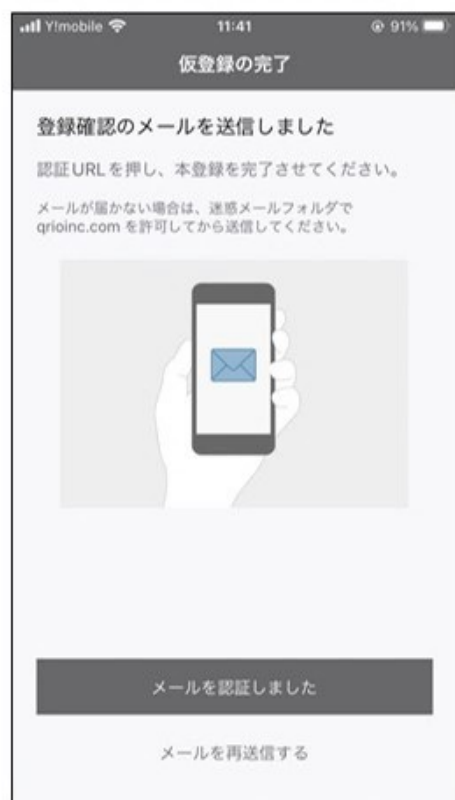 Y!mobile 11:41 91%
仮登録の完了
登録確認のメールを送信しました
認証URLを押し、本登録を完了させてください。
メールが届かない場合は、迷惑メールフォルダで
qrioinc.com を許可してから送信してください。
メールを認証しました
メールを再送信する